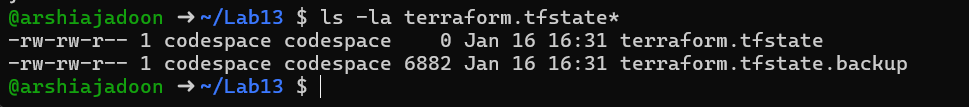 @arshiajadoon ➜ ~/Lab13 $ ls -la terraform.tfstate*
-rw-rw-r-- 1 codespace codespace    0 Jan 16 16:31 terraform.tfstate
-rw-rw-r-- 1 codespace codespace 6882 Jan 16 16:31 terraform.tfstate.backup
@arshiajadoon ➜ ~/Lab13 $